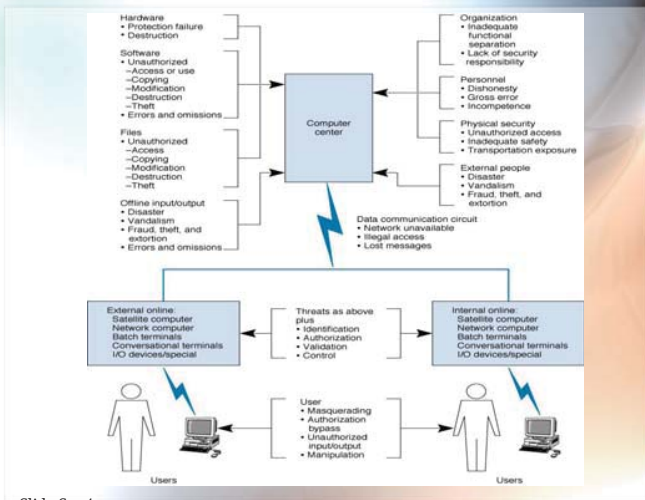 Hardware
• Protection failure
• Destruction
Software
• Unauthorized
–Access or use
–Copying
–Modification
–Destruction
–Theft
• Errors and omissions
Files
• Unauthorized
–Access
–Copying
–Modification
–Destruction
–Theft
Offline input/output
• Disaster
• Vandalism
• Fraud, theft, and
extortion
• Errors and omissions
Computer
center
Organization
• Inadequate
functional
separation
• Lack of security
responsibility
Personnel
• Dishonesty
• Gross error
• Incompetence
Physical security
• Unauthorized access
• Inadequate safety
• Transportation exposure
External people
• Disaster
• Vandalism
• Fraud, theft, and
extortion
Data communication circuit
• Network unavailable
• Illegal access
• Lost messages
External online:
Satellite computer
Network computer
Batch terminals
Conversational terminals
I/O devices/special
Threats as above
plus
• Identification
• Authorization
• Validation
• Control
Internal online:
Satellite computer
Network computer
Batch terminals
Conversational terminals
I/O devices/special
User
• Masquerading
• Authorization
bypass
• Unauthorized
input/output
• Manipulation
Users
Users